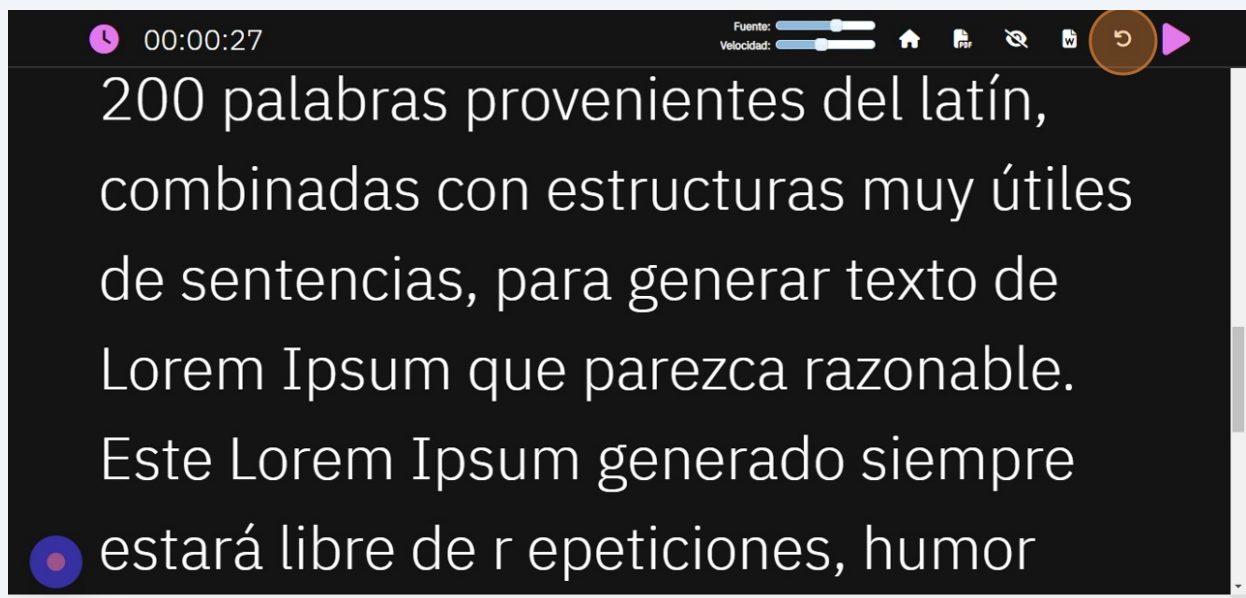 00:00:27
Fuente:
Velocidad:
PDF
W
200 palabras provenientes del latín,
combinadas con estructuras muy útiles
de sentencias, para generar texto de
Lorem Ipsum que parezca razonable.
Este Lorem Ipsum generado siempre
estará libre de r epeticiones, humor